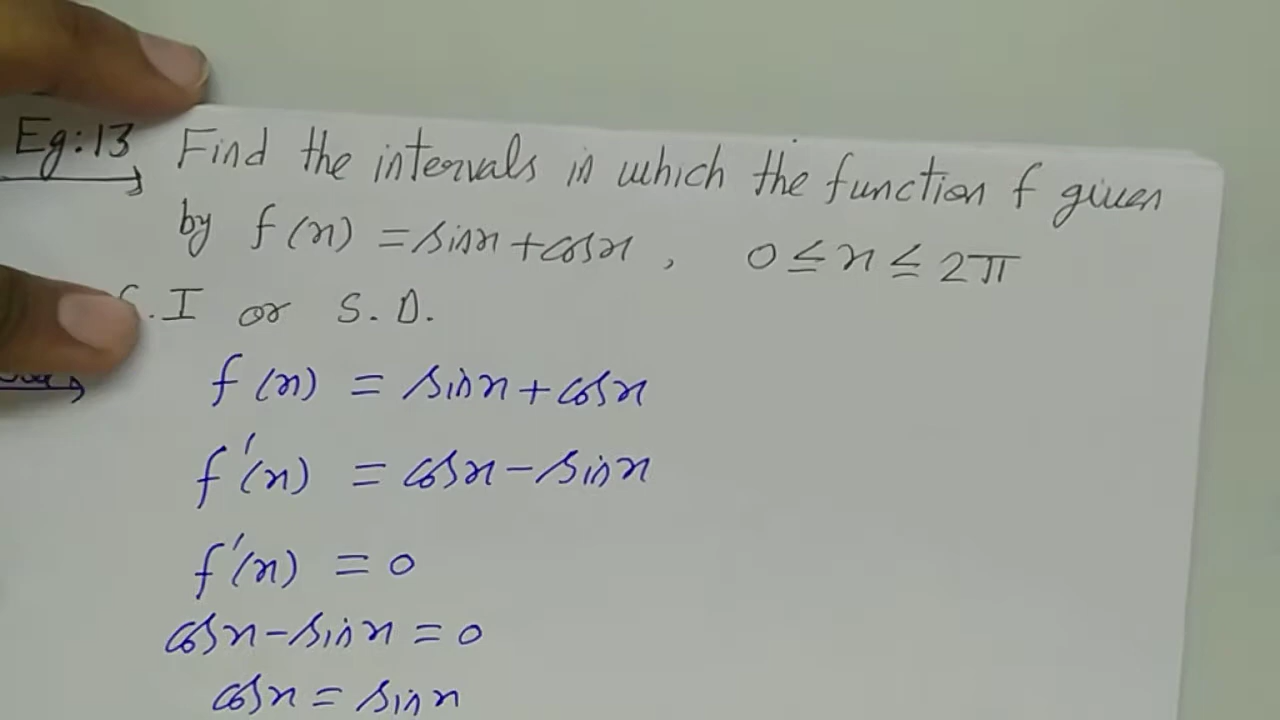 Eg:13 Find the intervals in which the function f given
by f(x) = sinx + cosx , 0 ≤ x ≤ 2π
.I or S.D.
f(x) = sinx + cosx
f'(x) = cosx - sinx
f'(x) = 0
cosx - sinx = 0
cosx = sinx